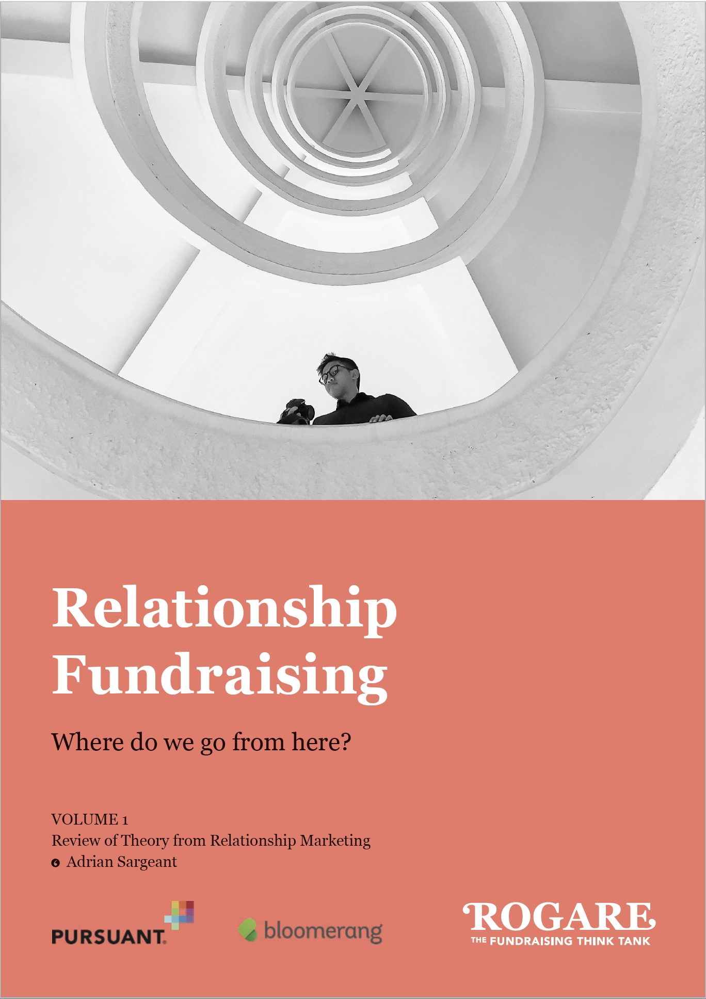 Relationship
Fundraising
Where do we go from here?
VOLUME 1
Review of Theory from Relationship Marketing
Adrian Sargeant
PURSUANT®
bloomerang
ROGARE
THE FUNDRAISING THINK TANK